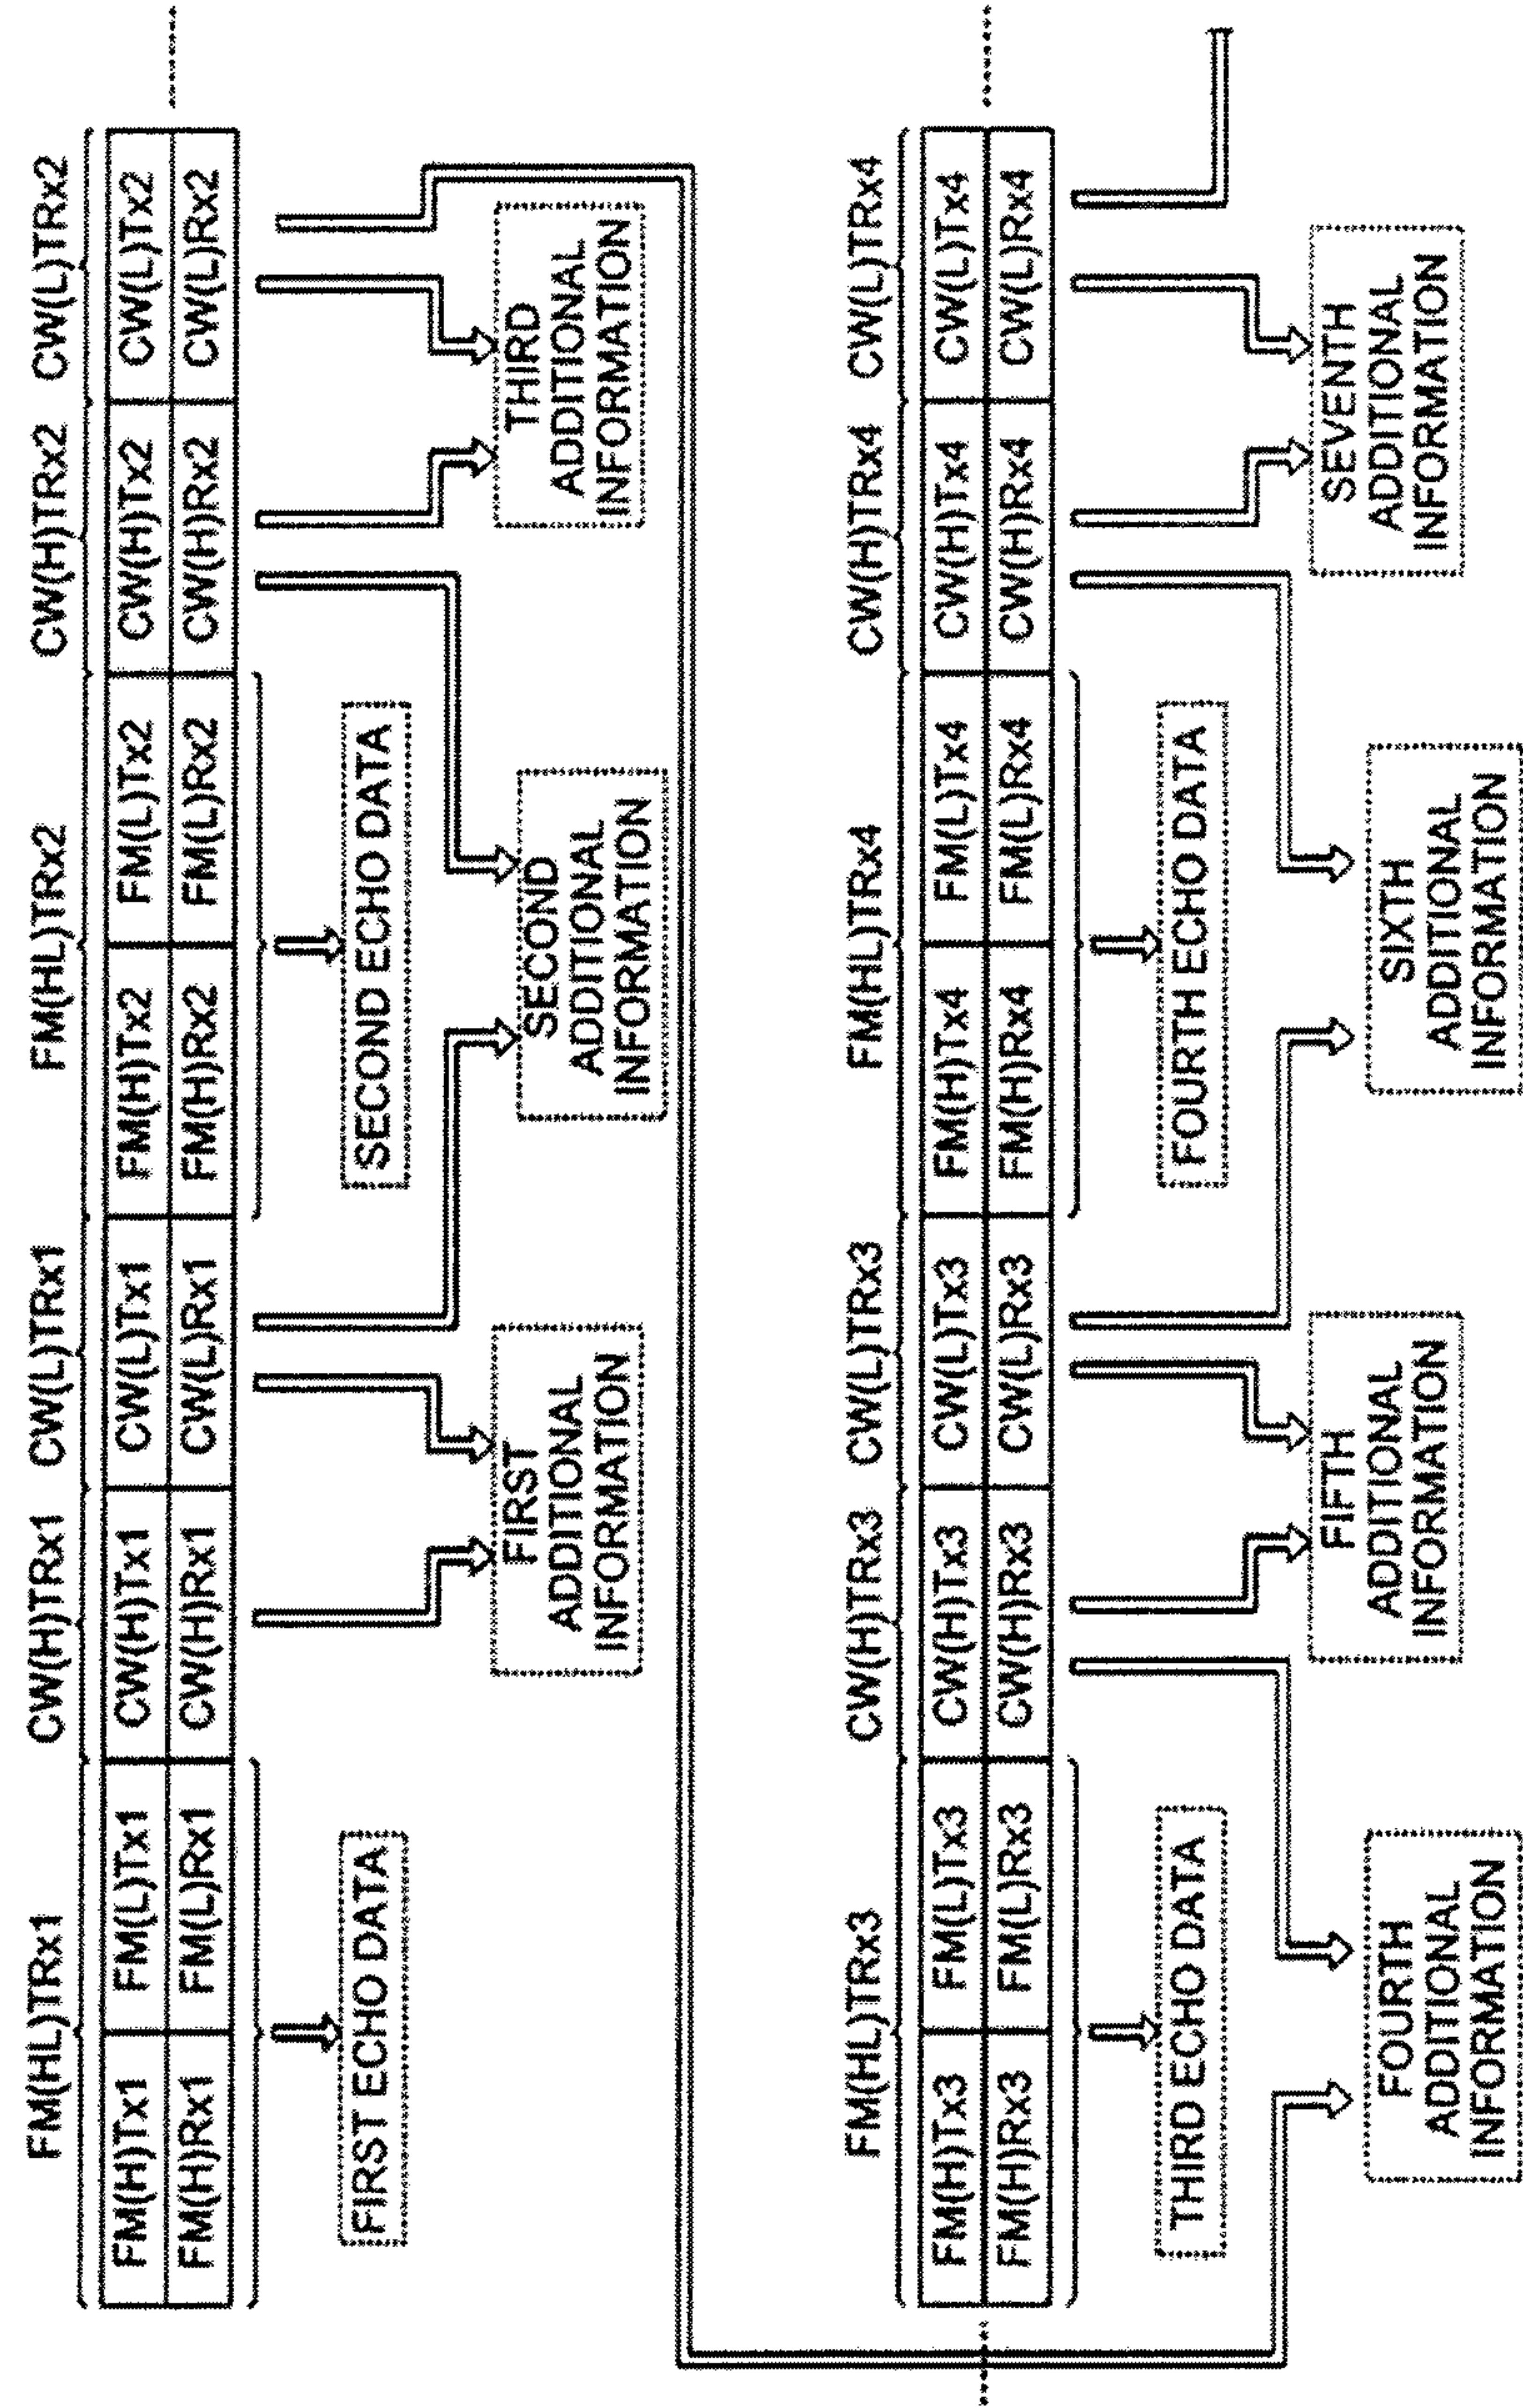 FM(HL)TRx1
CW(H)TRx1
CW(L)TRx1
FM(HL)TRx2
CW(H)TRx2
CW(L)TRx2
FM(H)Tx1
FM(L)Tx1
CW(H)Tx1
CW(L)Tx1
FM(H)Tx2
FM(L)Tx2
CW(H)Tx2
CW(L)Tx2
FM(H)Rx1
FM(L)Rx1
CW(H)Rx1
CW(L)Rx1
FM(H)Rx2
FM(L)Rx2
CW(H)Rx2
CW(L)Rx2
FIRST ECHO DATA
SECOND ECHO DATA
FIRST
ADDITIONAL
INFORMATION
SECOND
ADDITIONAL
INFORMATION
THIRD
ADDITIONAL
INFORMATION
FM(HL)TRx3
CW(H)TRx3
CW(L)TRx3
FM(HL)TRx4
CW(H)TRx4
CW(L)TRx4
FM(H)Tx3
FM(L)Tx3
CW(H)Tx3
CW(L)Tx3
FM(H)Tx4
FM(L)Tx4
CW(H)Tx4
CW(L)Tx4
FM(H)Rx3
FM(L)Rx3
CW(H)Rx3
CW(L)Rx3
FM(H)Rx4
FM(L)Rx4
CW(H)Rx4
CW(L)Rx4
THIRD ECHO DATA
FOURTH ECHO DATA
FOURTH
ADDITIONAL
INFORMATION
FIFTH
ADDITIONAL
INFORMATION
SIXTH
ADDITIONAL
INFORMATION
SEVENTH
ADDITIONAL
INFORMATION